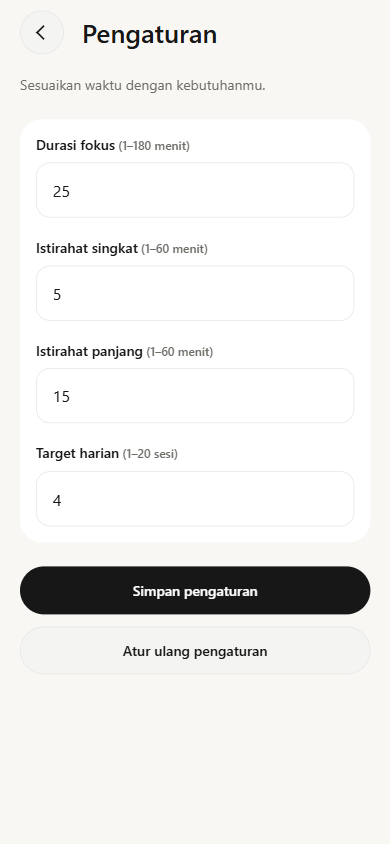 Pengaturan
Sesuaikan waktu dengan kebutuhanmu.
Durasi fokus (1–180 menit)
25
Istirahat singkat (1–60 menit)
5
Istirahat panjang (1–60 menit)
15
Target harian (1–20 sesi)
4
Simpan pengaturan
Atur ulang pengaturan